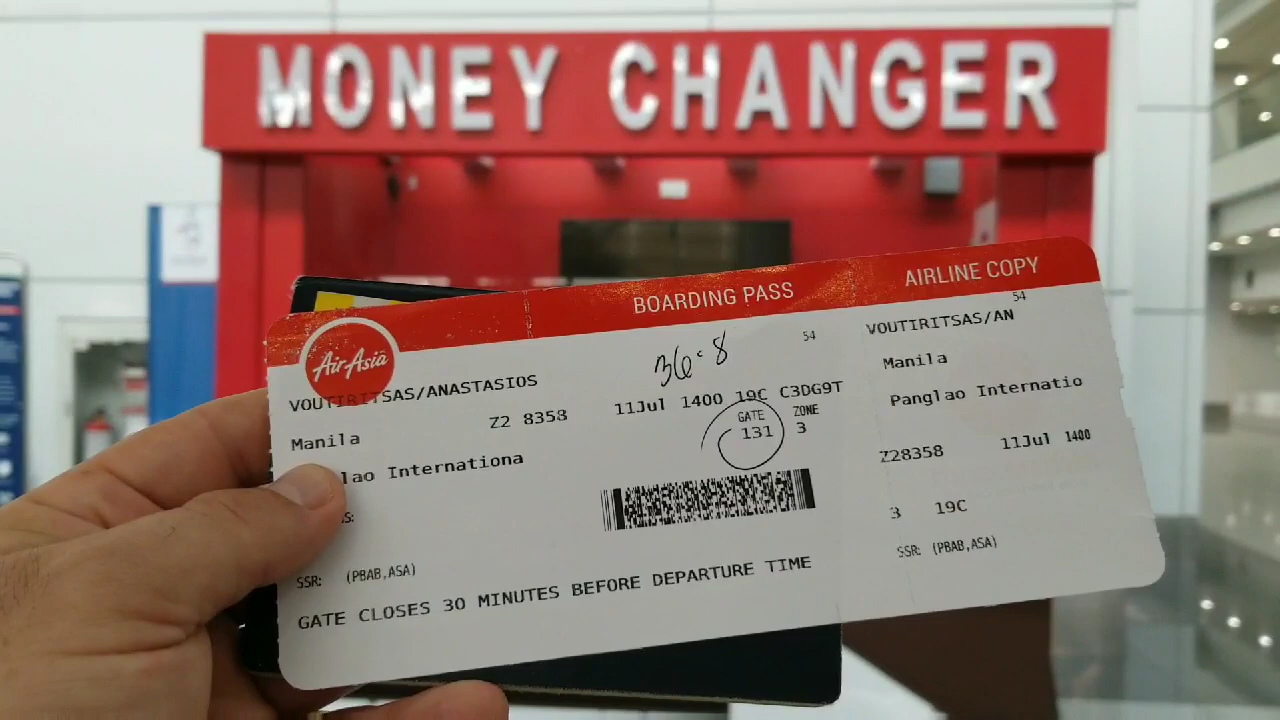 MONEY CHANGER
BOARDING PASS
AIRLINE COPY
AirAsia
36.8
54
54
VOUTIRITSAS/ANASTASIOS
VOUTIRITSAS/AN
Manila
Z2 8358
11Jul 1400 19C C3DG9T
Manila
GATE
131
ZONE
3
lao Internationa
Panglao Internatio
S:
Z28358
11Jul 1400
3 19C
SSR: (PBAB,ASA)
SSR: (PBAB,ASA)
GATE CLOSES 30 MINUTES BEFORE DEPARTURE TIME